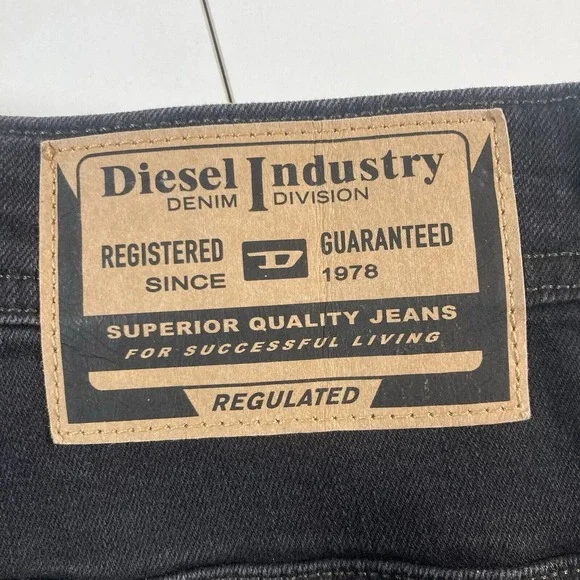 Diesel Industry
DENIM DIVISION
REGISTERED D GUARANTEED
SINCE 1978
SUPERIOR QUALITY JEANS
FOR SUCCESSFUL LIVING
REGULATED